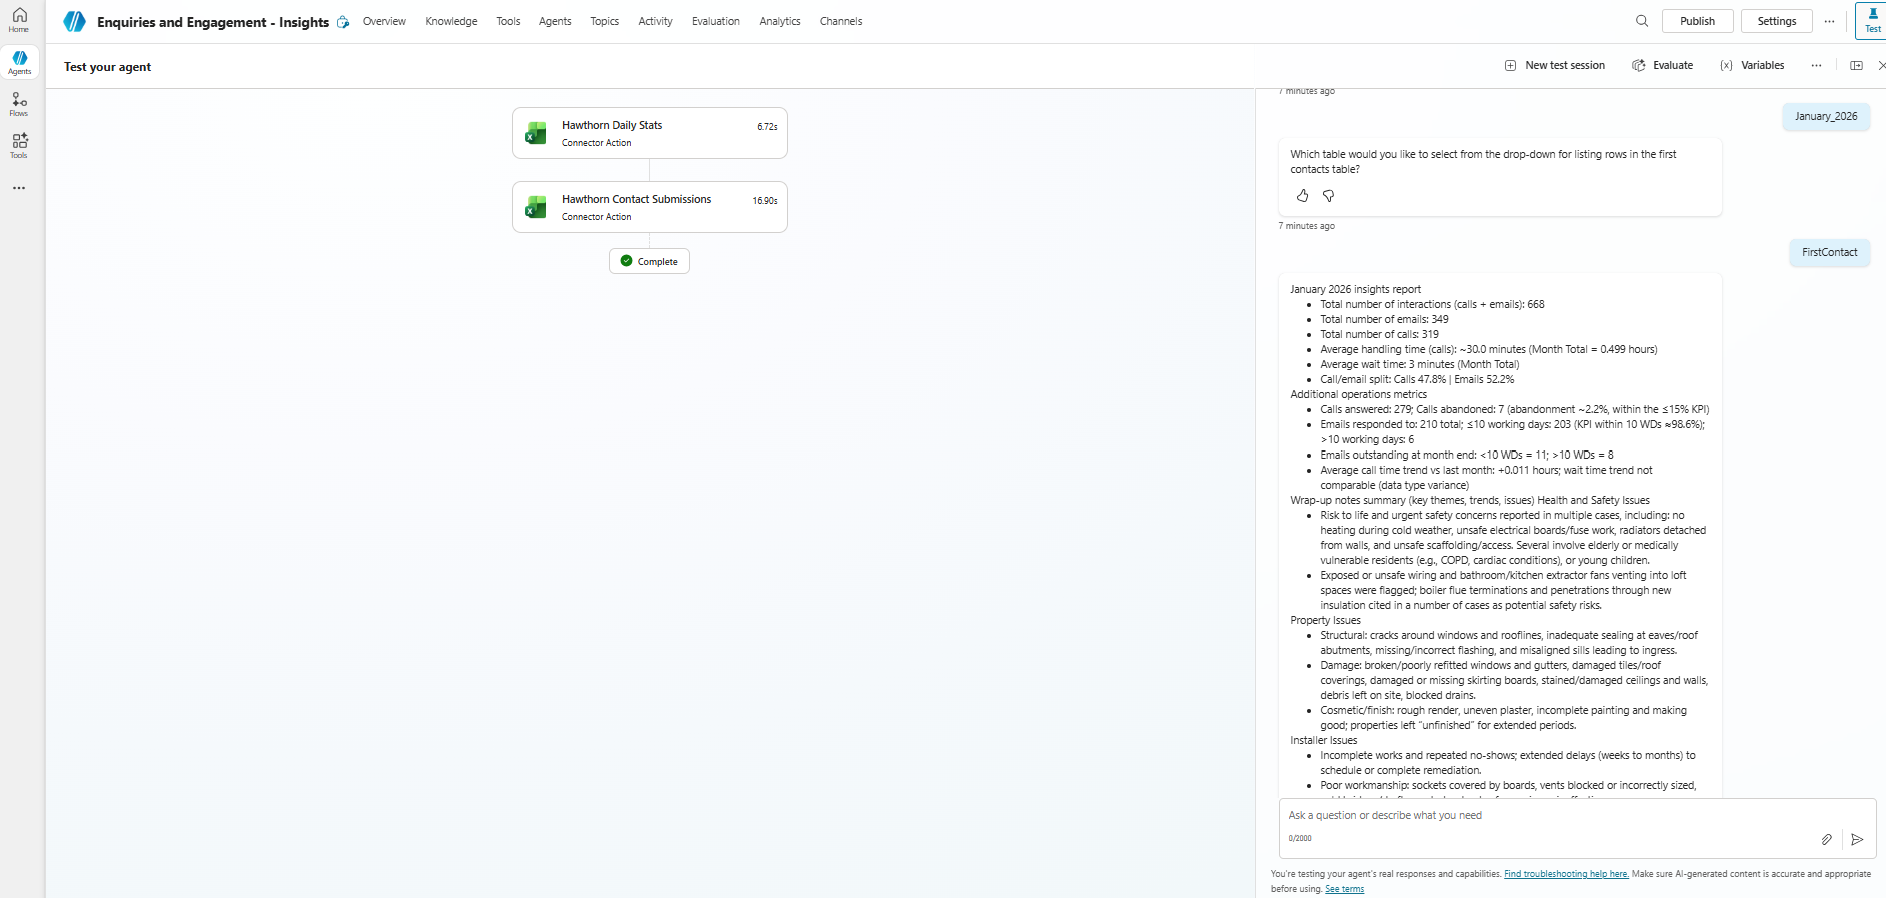 Home
Agents
Flows
Tools
Enquiries and Engagement - Insights
Overview
Knowledge
Tools
Agents
Topics
Activity
Evaluation
Analytics
Channels
Publish
Settings
Test
Test your agent
New test session
Evaluate
Variables
Hawthorn Daily Stats
6.72s
Connector Action
Hawthorn Contact Submissions
16.90s
Connector Action
Complete
7 minutes ago
January_2026
Which table would you like to select from the drop-down for listing rows in the first
contacts table?
7 minutes ago
FirstContact
January 2026 insights report
• Total number of interactions (calls + emails): 668
• Total number of emails: 349
• Total number of calls: 319
• Average handling time (calls): ~30.0 minutes (Month Total = 0.499 hours)
• Average wait time: 3 minutes (Month Total)
• Call/email split: Calls 47.8% | Emails 52.2%
Additional operations metrics
• Calls answered: 279; Calls abandoned: 7 (abandonment ~2.2%, within the ≤15% KPI)
• Emails responded to: 210 total; ≤10 working days: 203 (KPI within 10 WDs ≈98.6%);
>10 working days: 6
• Emails outstanding at month end: <10 WDs = 11; >10 WDs = 8
• Average call time trend vs last month: +0.011 hours; wait time trend not
comparable (data type variance)
Wrap-up notes summary (key themes, trends, issues) Health and Safety Issues
• Risk to life and urgent safety concerns reported in multiple cases, including: no
heating during cold weather, unsafe electrical boards/fuse work, radiators detached
from walls, and unsafe scaffolding/access. Several involve elderly or medically
vulnerable residents (e.g., COPD, cardiac conditions), or young children.
• Exposed or unsafe wiring and bathroom/kitchen extractor fans venting into loft
spaces were flagged; boiler flue terminations and penetrations through new
insulation cited in a number of cases as potential safety risks.
Property Issues
• Structural: cracks around windows and rooflines, inadequate sealing at eaves/roof
abutments, missing/incorrect flashing, and misaligned sills leading to ingress.
• Damage: broken/poorly refitted windows and gutters, damaged tiles/roof
coverings, damaged or missing skirting boards, stained/damaged ceilings and walls,
debris left on site, blocked drains.
• Cosmetic/finish: rough render, uneven plaster, incomplete painting and making
good; properties left “unfinished” for extended periods.
Installer Issues
• Incomplete works and repeated no-shows; extended delays (weeks to months) to
schedule or complete remediation.
• Poor workmanship: sockets covered by boards, vents blocked or incorrectly sized,
Ask a question or describe what you need
0/2000
You're testing your agent's real responses and capabilities. Find troubleshooting help here. Make sure AI-generated content is accurate and appropriate
before using. See terms